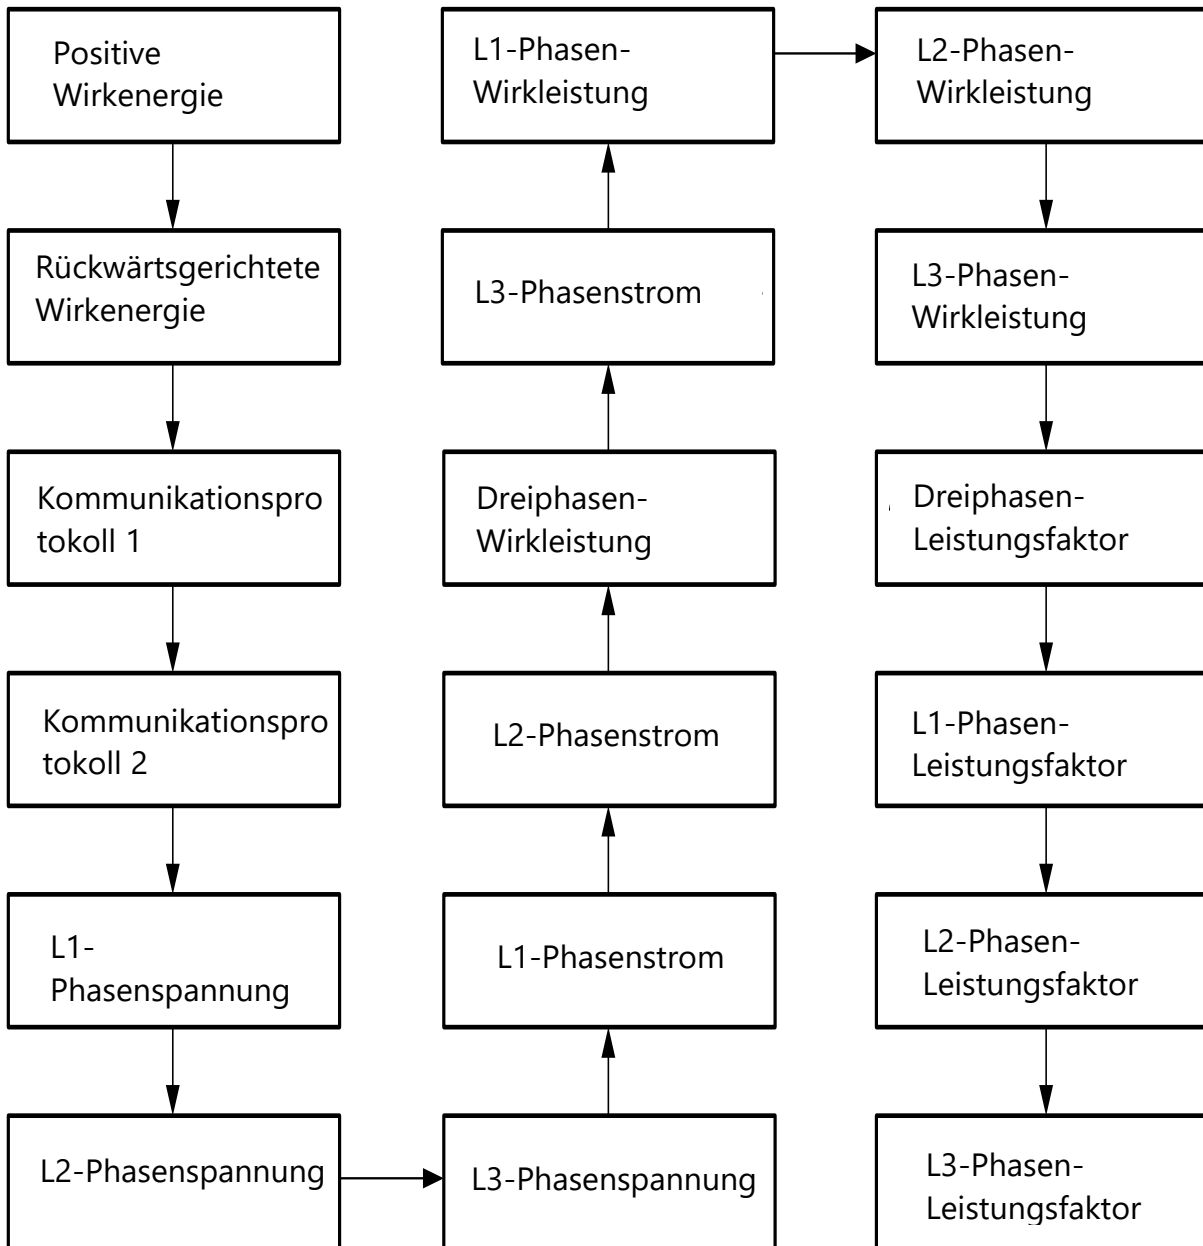 Positive
Wirkenergie
Rückwärtsgerichtete
Wirkenergie
Kommunikationspro
tokoll 1
Kommunikationspro
tokoll 2
L1-
Phasenspannung
L2-Phasenspannung
L3-Phasenspannung
L1-Phasenstrom
L2-Phasenstrom
Dreiphasen-
Wirkleistung
L3-Phasenstrom
L1-Phasen-
Wirkleistung
L2-Phasen-
Wirkleistung
L3-Phasen-
Wirkleistung
Dreiphasen-
Leistungsfaktor
L1-Phasen-
Leistungsfaktor
L2-Phasen-
Leistungsfaktor
L3-Phasen-
Leistungsfaktor